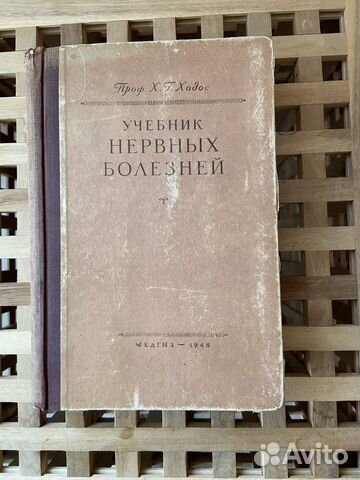 Проф. Х. Г. Ходос
УЧЕБНИК
НЕРВНЫХ
БОЛЕЗНЕЙ
МЕДГИЗ — 1948
Avito